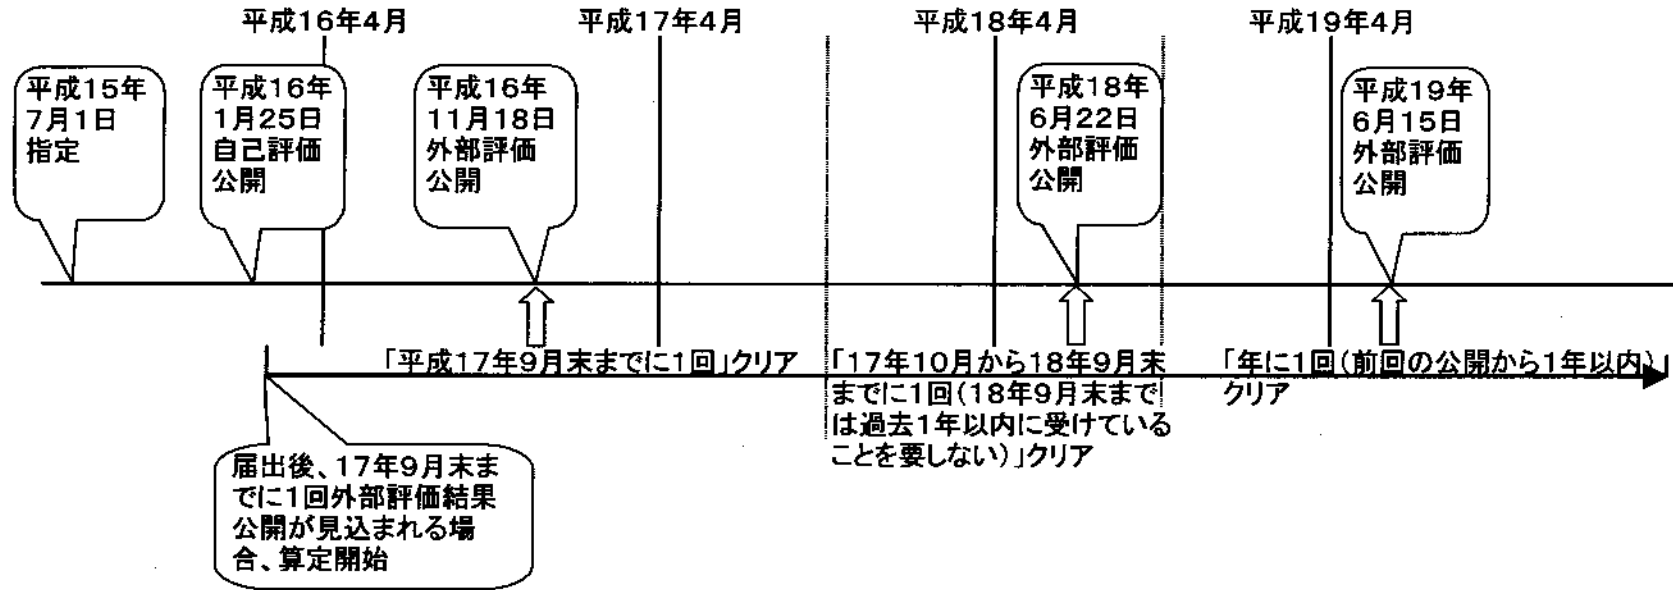 平成16年4月
平成17年4月
平成18年4月
平成19年4月
平成15年
7月1日
指定
平成16年
1月25日
自己評価
公開
平成16年
11月18日
外部評価
公開
平成18年
6月22日
外部評価
公開
平成19年
6月15日
外部評価
公開
「平成17年9月末までに1回」クリア
「17年10月から18年9月末
までに1回(18年9月末まで
は過去1年以内に受けている
ことを要しない)」クリア
「年に1回(前回の公開から1年以内)」
クリア
届出後、17年9月末ま
でに1回外部評価結果
公開が見込まれる場
合、算定開始